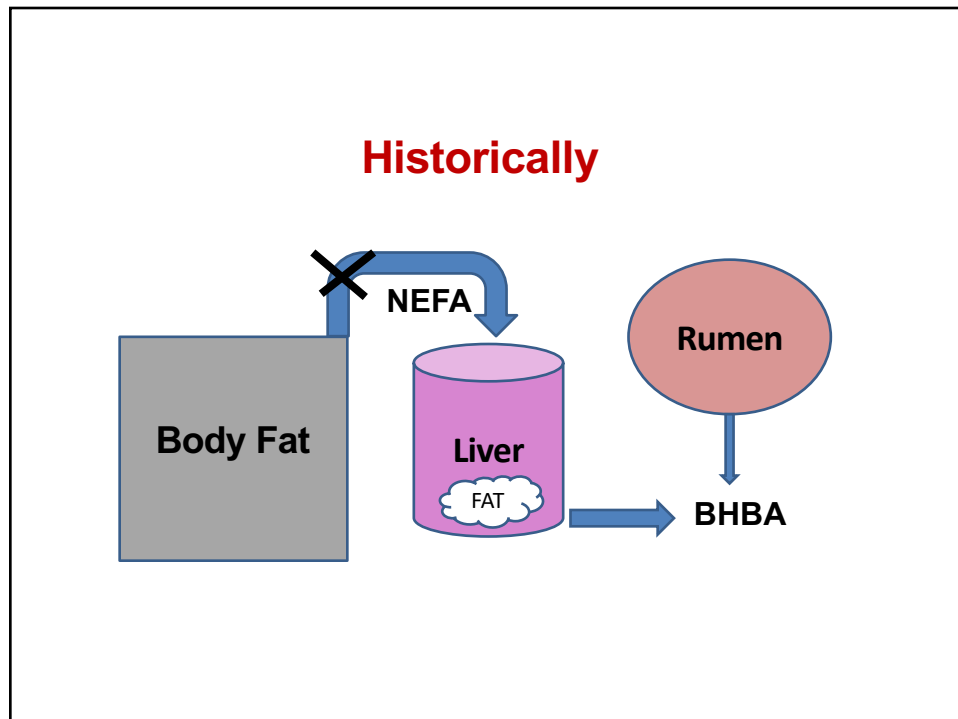 Historically
NEFA
Rumen
Body Fat
Liver
FAT
BHBA